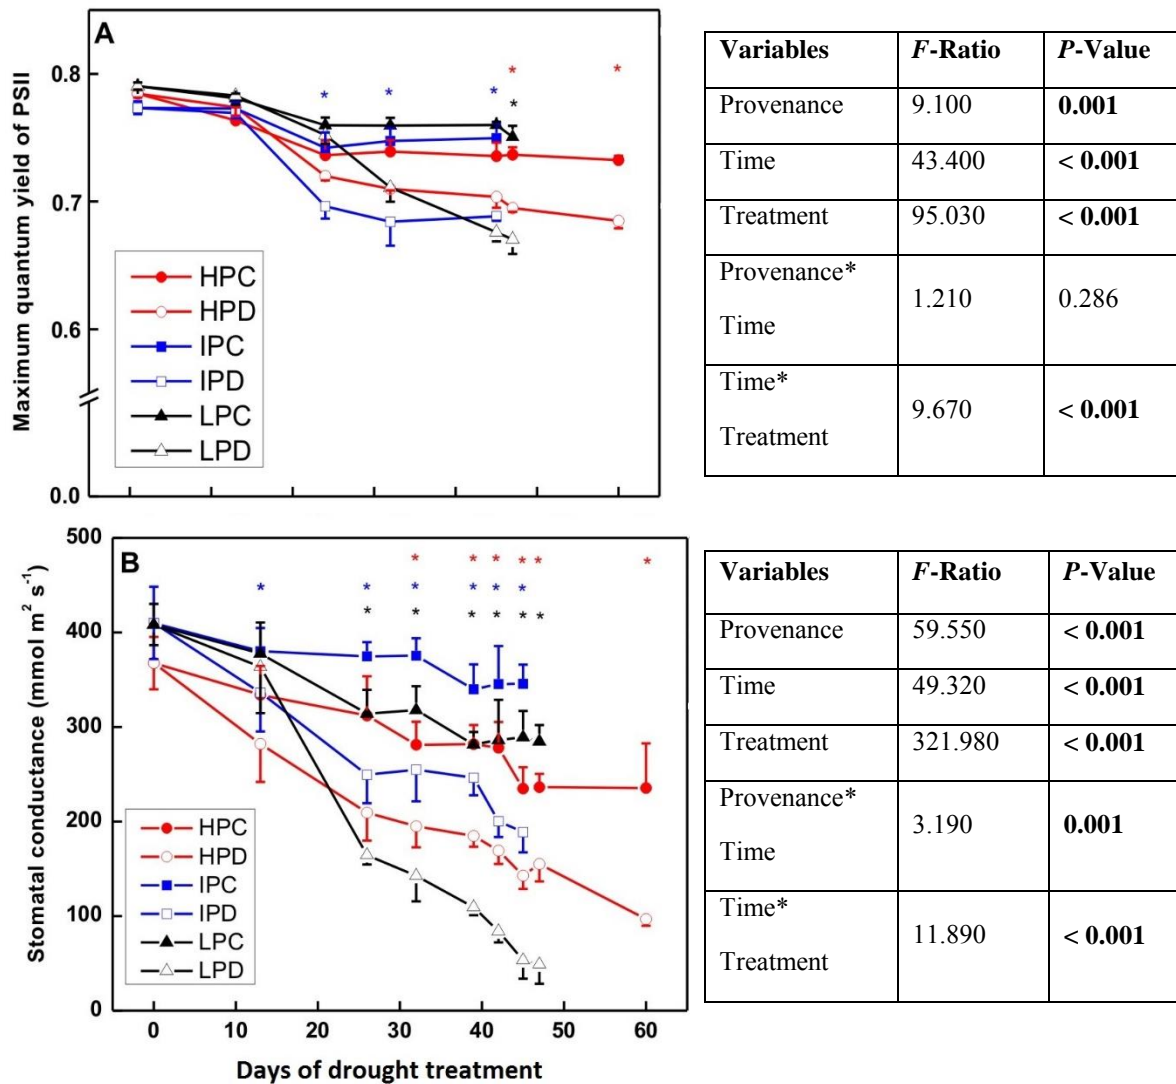 A
Maximum quantum yield of PSII
0.8
0.7
0.6
0.0
* * * * * *
HPC
HPD
IPC
IPD
LPC
LPD
Variables F-Ratio P-Value
Provenance 9.100 0.001
Time 43.400 < 0.001
Treatment 95.030 < 0.001
Provenance*
Time 1.210 0.286
Time*
Treatment 9.670 < 0.001
B
Stomatal conductance (mmol m² s⁻¹)
500
400
300
200
100
0
* * * * * *
* * * * * *
* * * * * *
HPC
HPD
IPC
IPD
LPC
LPD
0 10 20 30 40 50 60
Days of drought treatment
Variables F-Ratio P-Value
Provenance 59.550 < 0.001
Time 49.320 < 0.001
Treatment 321.980 < 0.001
Provenance*
Time 3.190 0.001
Time*
Treatment 11.890 < 0.001